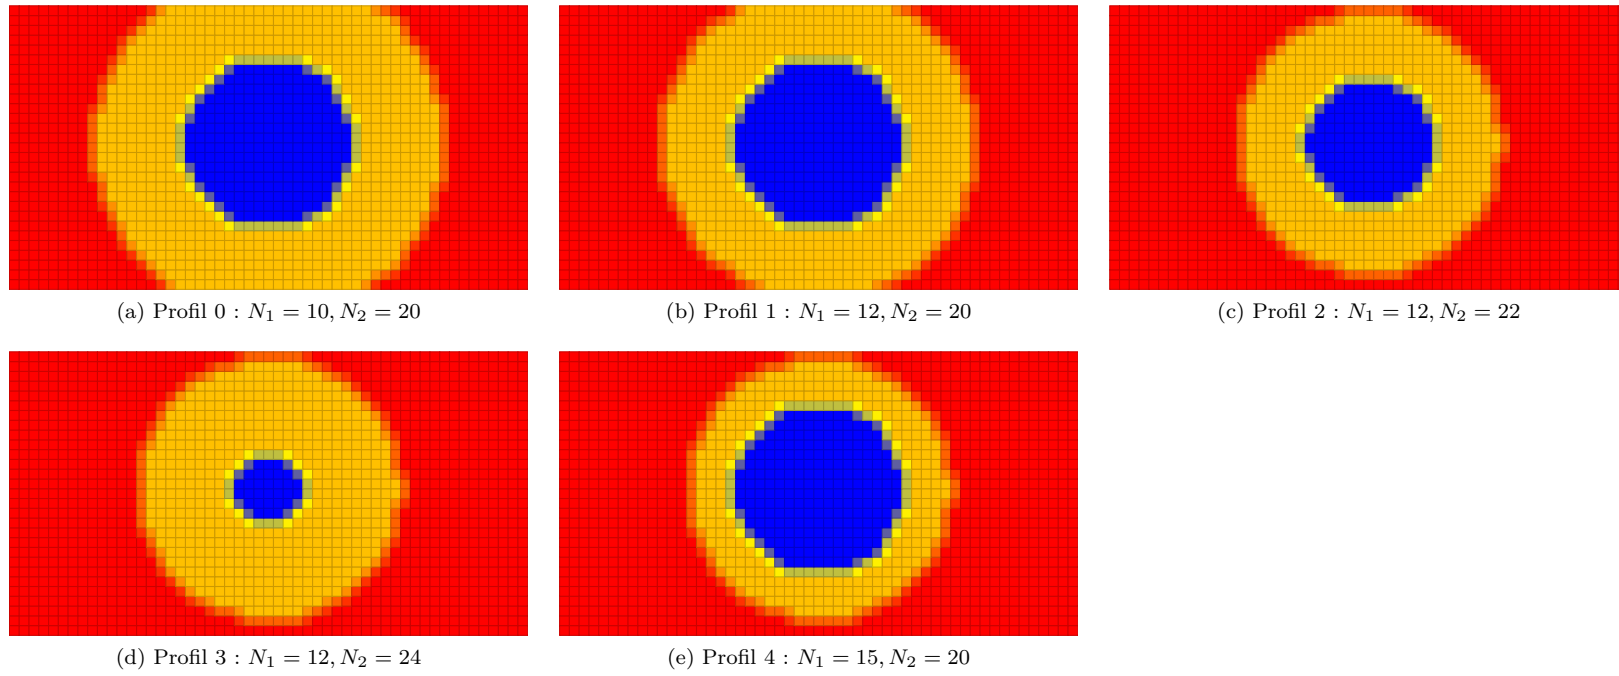 (a) Profil 0 : N₁ = 10, N₂ = 20
(b) Profil 1 : N₁ = 12, N₂ = 20
(c) Profil 2 : N₁ = 12, N₂ = 22
(d) Profil 3 : N₁ = 12, N₂ = 24
(e) Profil 4 : N₁ = 15, N₂ = 20